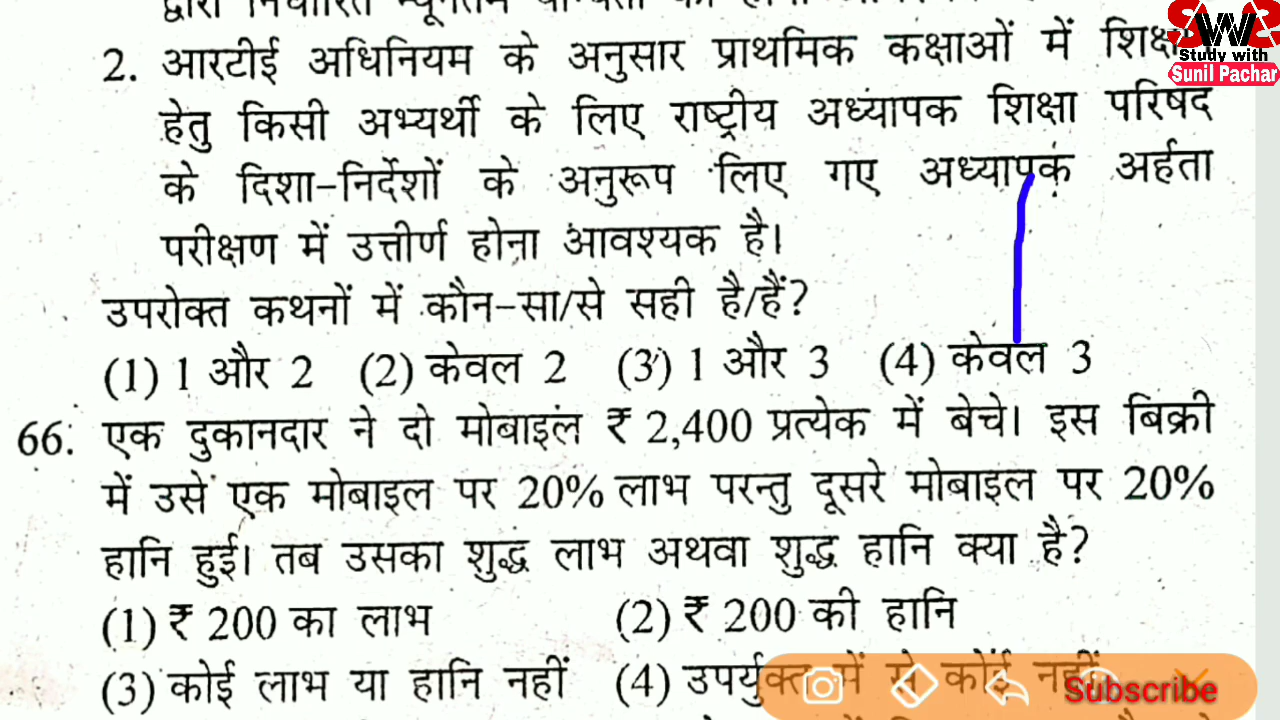 2. आरटीई अधिनियम के अनुसार प्राथमिक कक्षाओं में
हेतु किसी अभ्यर्थी के लिए राष्ट्रीय अध्यापक शिक्षा परिषद
के दिशा-निर्देशों के अनुरूप लिए गए अध्यापक अर्हता
परीक्षण में उत्तीर्ण होना आवश्यक है।
उपरोक्त कथनों में कौन-सा/से सही है/हैं?
(1) 1 और 2 (2) केवल 2 (3) 1 और 3 (4) केवल 3
66. एक दुकानदार ने दो मोबाइल ₹ 2,400 प्रत्येक में बेचे। इस बिक्री
में उसे एक मोबाइल पर 20% लाभ परन्तु दूसरे मोबाइल पर 20%
हानि हुई। तब उसका शुद्ध लाभ अथवा शुद्ध हानि क्या है?
(1) ₹ 200 का लाभ (2) ₹ 200 की हानि
(3) कोई लाभ या हानि नहीं (4) उपर्युक्त में से कोई नहीं
SWS
Study with
Sunil Pachar
Subscribe